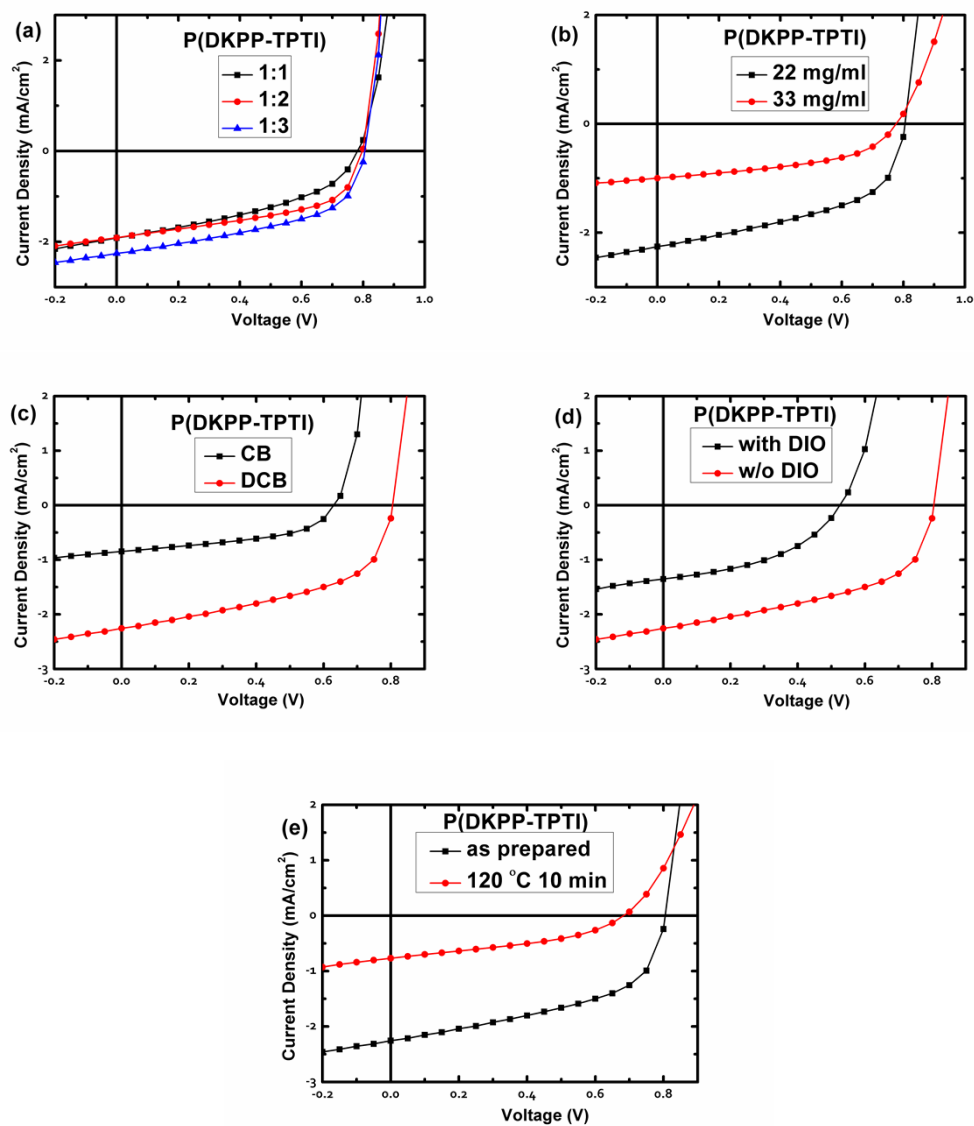 (a)
P(DKPP-TPTI)
1:1
1:2
1:3
Current Density (mA/cm²)
2
0
-2
-0.2 0.0 0.2 0.4 0.6 0.8 1.0
Voltage (V)
(b)
P(DKPP-TPTI)
22 mg/ml
33 mg/ml
Current Density (mA/cm²)
2
0
-2
-0.2 0.0 0.2 0.4 0.6 0.8 1.0
Voltage (V)
(c)
P(DKPP-TPTI)
CB
DCB
Current Density (mA/cm²)
2
1
0
-1
-2
-3
-0.2 0.0 0.2 0.4 0.6 0.8
Voltage (V)
(d)
P(DKPP-TPTI)
with DIO
w/o DIO
Current Density (mA/cm²)
2
1
0
-1
-2
-3
-0.2 0.0 0.2 0.4 0.6 0.8
Voltage (V)
(e)
P(DKPP-TPTI)
as prepared
120 °C 10 min
Current Density (mA/cm²)
2
1
0
-1
-2
-3
-0.2 0.0 0.2 0.4 0.6 0.8
Voltage (V)